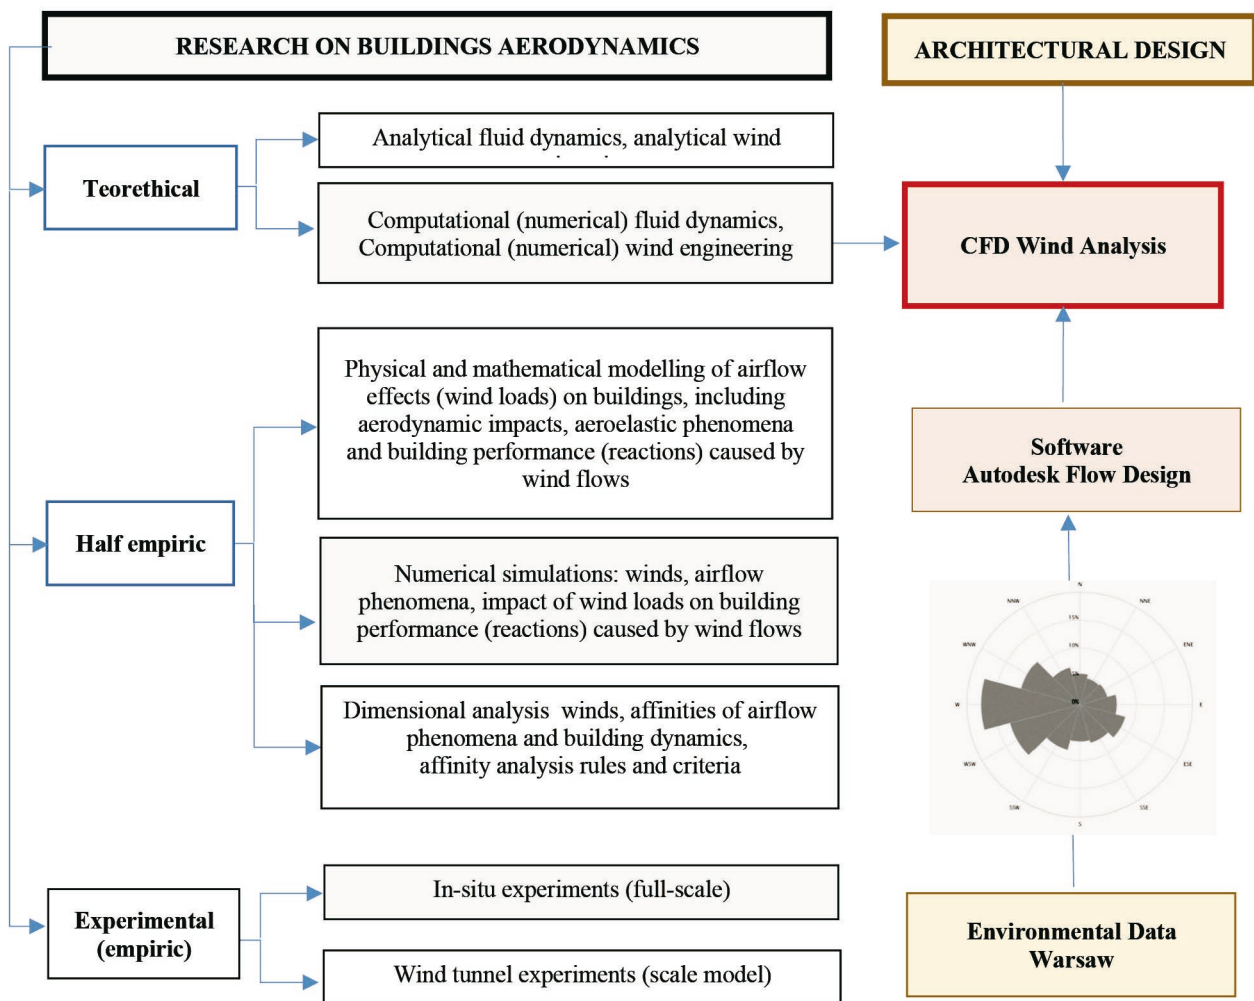 RESEARCH ON BUILDINGS AERODYNAMICS
ARCHITECTURAL DESIGN
Teorethical
Analytical fluid dynamics, analytical wind
Computational (numerical) fluid dynamics,
Computational (numerical) wind engineering
CFD Wind Analysis
Half empiric
Physical and mathematical modelling of airflow
effects (wind loads) on buildings, including
aerodynamic impacts, aeroelastic phenomena
and building performance (reactions) caused by
wind flows
Numerical simulations: winds, airflow
phenomena, impact of wind loads on building
performance (reactions) caused by wind flows
Dimensional analysis  winds, affinities of airflow
phenomena and building dynamics,
affinity analysis rules and criteria
Software
Autodesk Flow Design
N
NNW
NNE
15%
WNW
10%
ENE
5%
W
0%
E
WSW
ESE
SSW
SSE
S
Experimental
(empiric)
In-situ experiments (full-scale)
Wind tunnel experiments (scale model)
Environmental Data
Warsaw